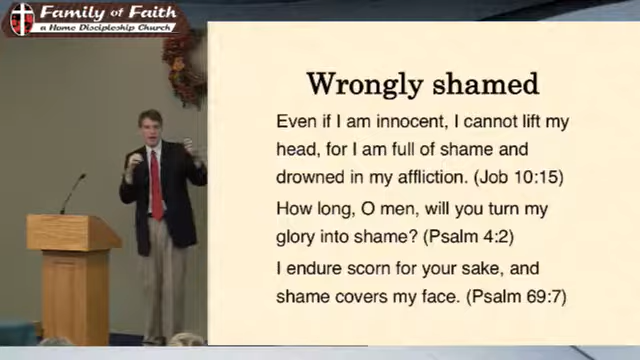 Family of Faith
a Home Discipleship Church
Wrongly shamed
Even if I am innocent, I cannot lift my
head, for I am full of shame and
drowned in my affliction. (Job 10:15)
How long, O men, will you turn my
glory into shame? (Psalm 4:2)
I endure scorn for your sake, and
shame covers my face. (Psalm 69:7)